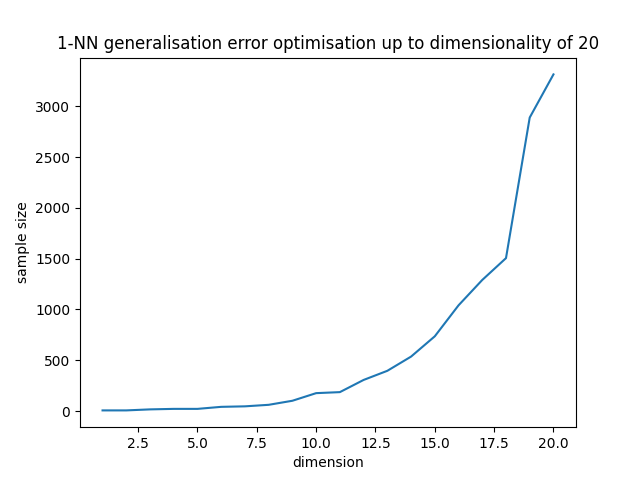 1-NN generalisation error optimisation up to dimensionality of 20
3000
2500
2000
1500
1000
500
0
sample size
2.5 5.0 7.5 10.0 12.5 15.0 17.5 20.0
dimension